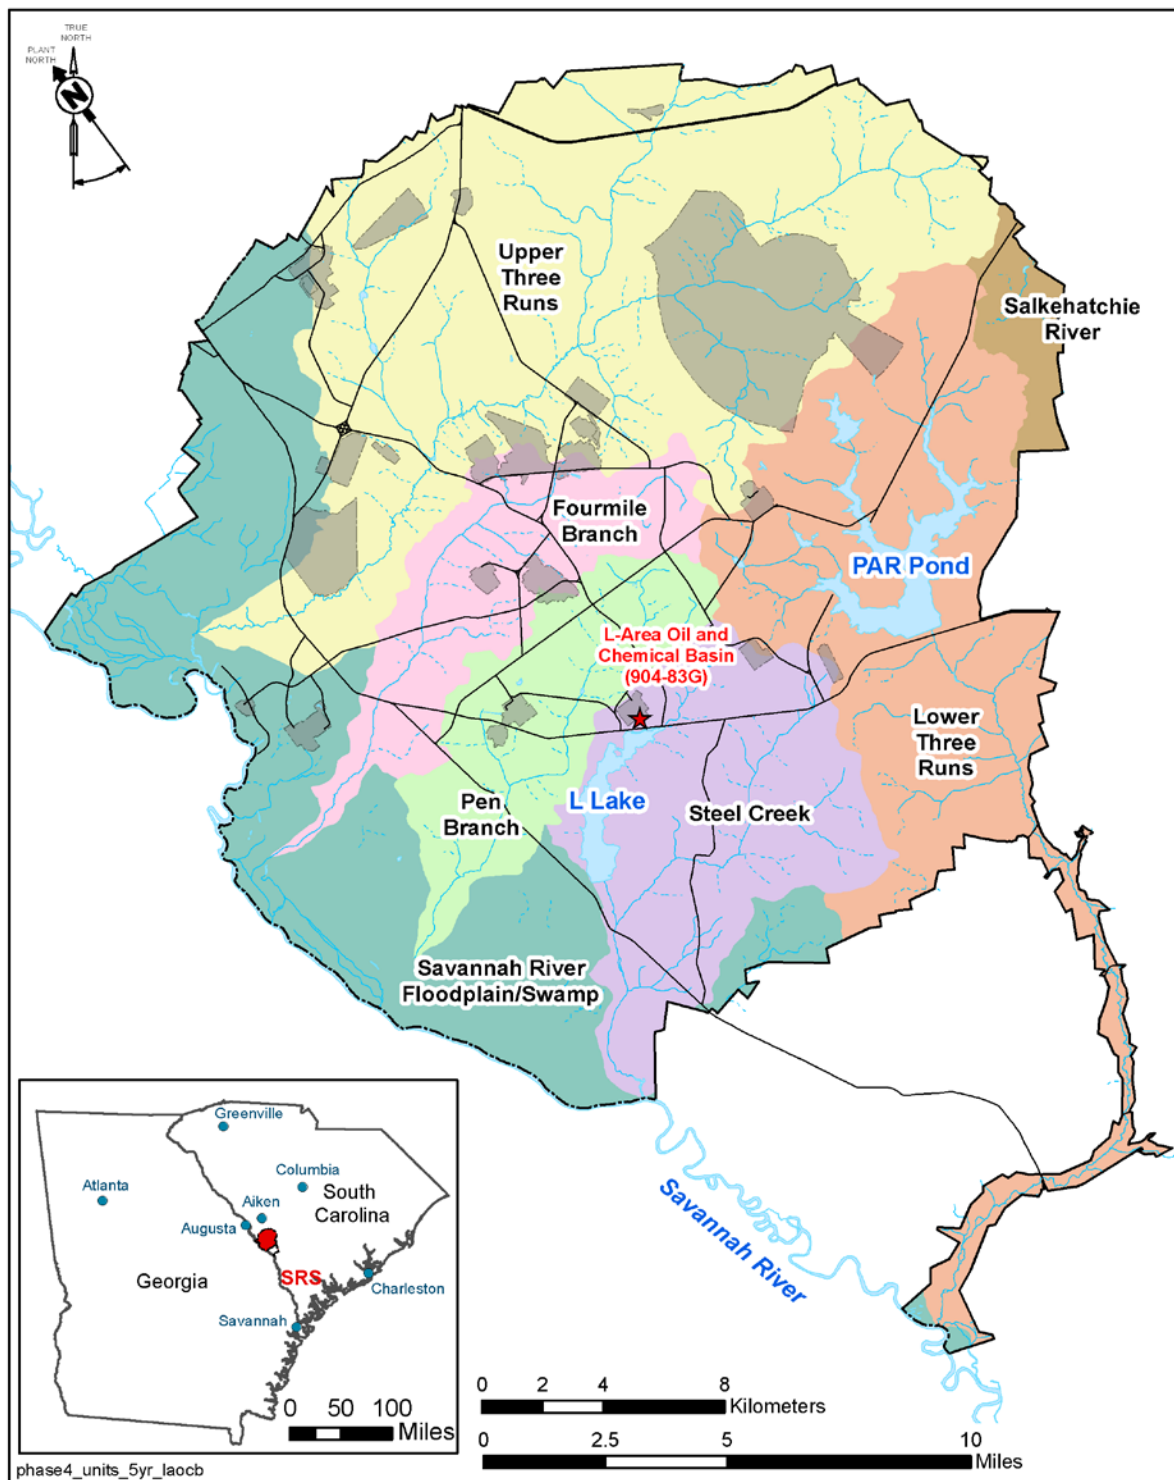 TRUE
NORTH
PLANT
NORTH
N
Upper
Three
Runs
Salkehatchie
River
Fourmile
Branch
PAR Pond
L-Area Oil and
Chemical Basin
(904-83G)
Lower
Three
Runs
L Lake
Pen
Branch
Steel Creek
Savannah River
Floodplain/Swamp
Savannah River
Greenville
Columbia
Atlanta
South
Carolina
Aiken
Augusta
Georgia
SRS
Charleston
Savannah
0 50 100
Miles
0 2 4 8
Kilometers
0 2.5 5 10
Miles
phase4_units_5yr_laocb